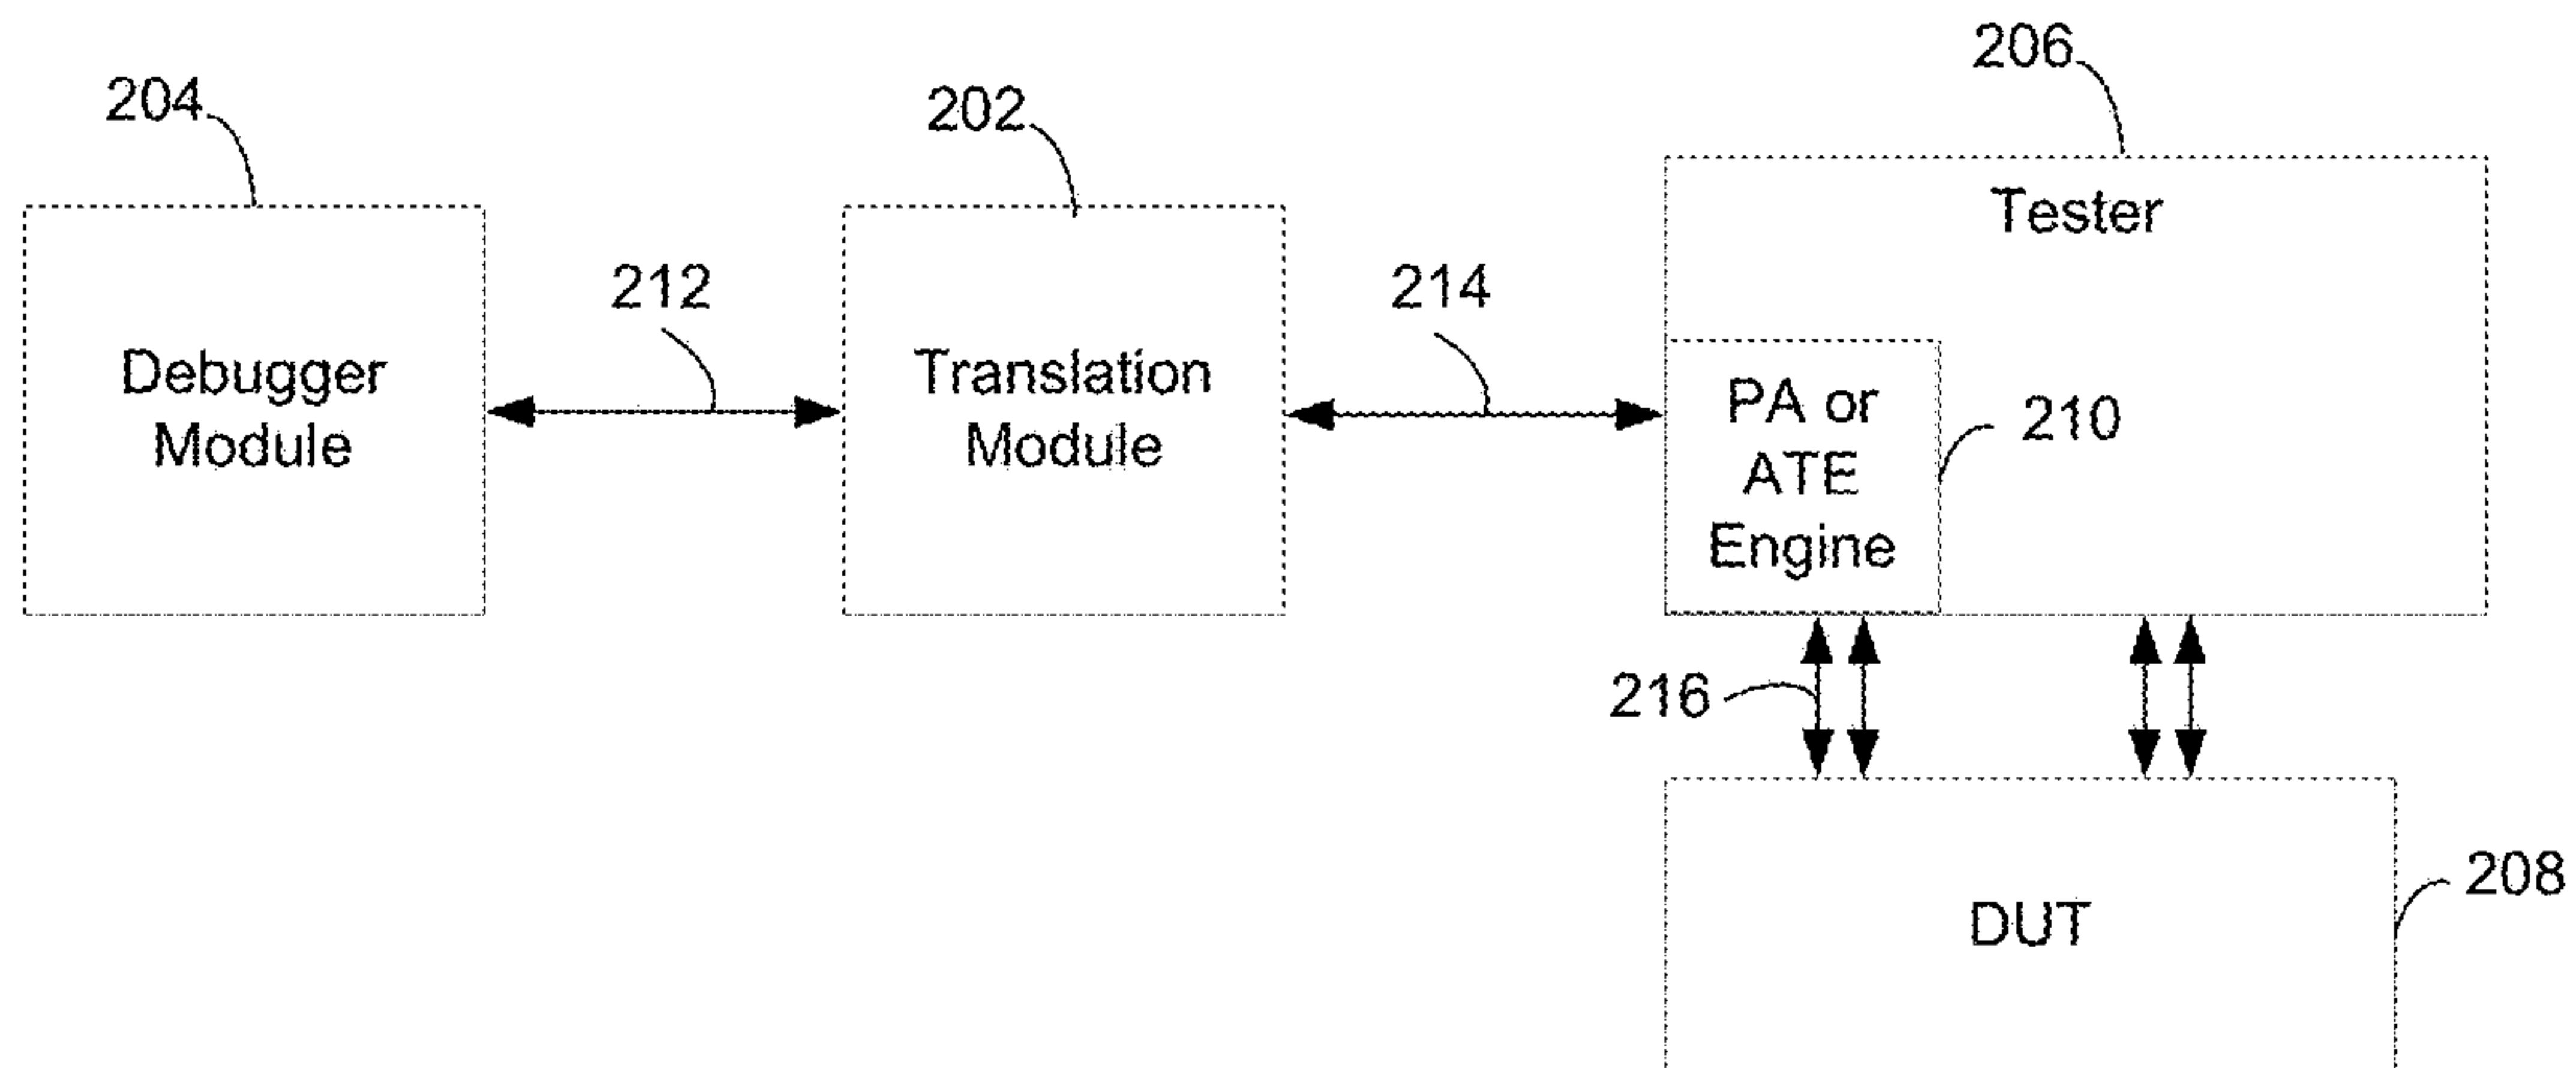 206
204
202
Tester
212
214
Debugger
Module
Translation
Module
PA or
ATE
Engine
210
216
208
DUT